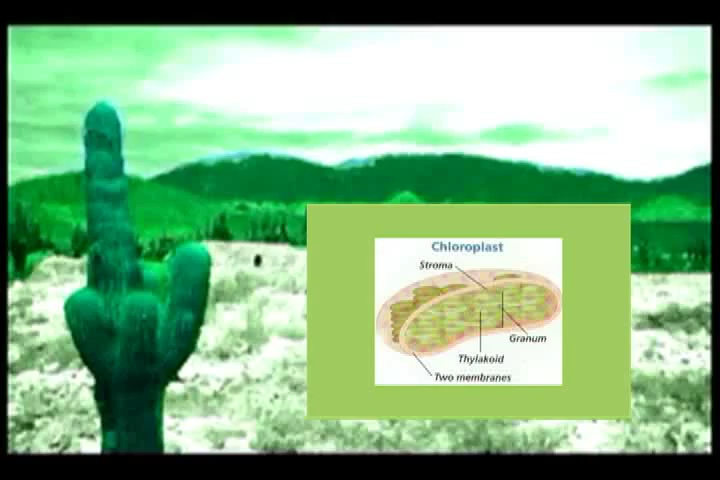 Chloroplast
Stroma
Granum
Thylakoid
Two membranes